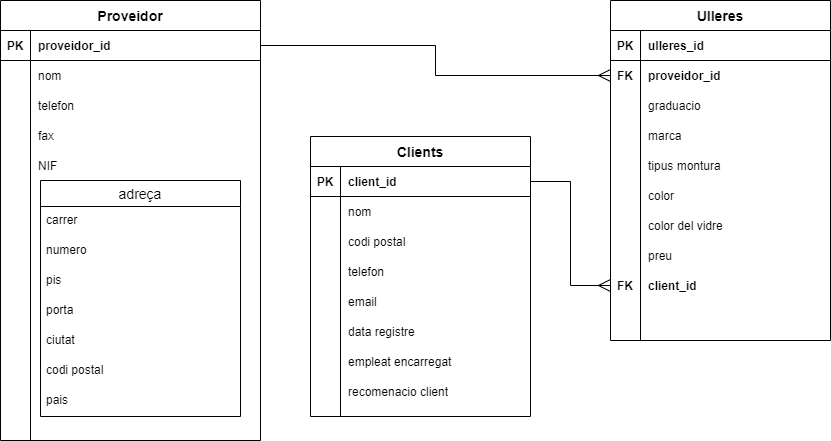 Proveidor
PK proveidor_id
nom
telefon
fax
NIF
adreça
carrer
numero
pis
porta
ciutat
codi postal
pais
Clients
PK client_id
nom
codi postal
telefon
email
data registre
empleat encarregat
recomenacio client
Ulleres
PK ulleres_id
FK proveidor_id
graduacio
marca
tipus montura
color
color del vidre
preu
FK client_id